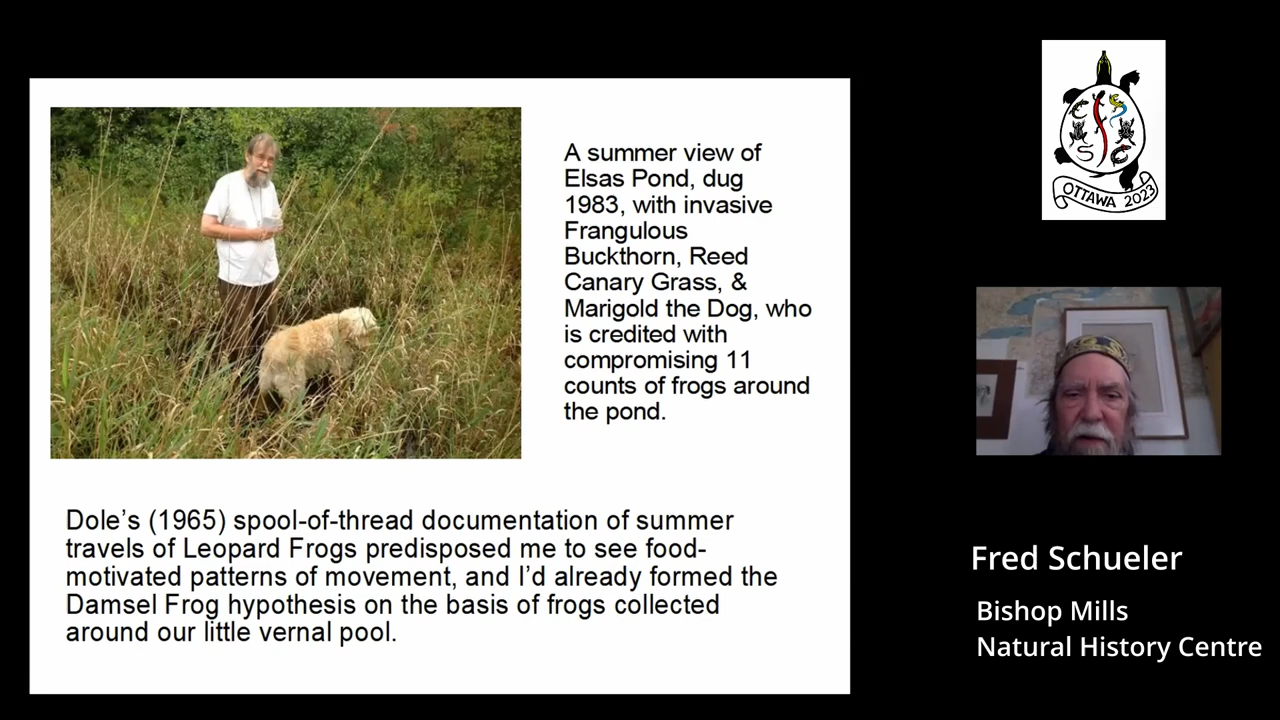 A summer view of
Elsas Pond, dug
1983, with invasive
Frangulous
Buckthorn, Reed
Canary Grass, &
Marigold the Dog, who
is credited with
compromising 11
counts of frogs around
the pond.
Dole’s (1965) spool-of-thread documentation of summer
travels of Leopard Frogs predisposed me to see food-
motivated patterns of movement, and I’d already formed the
Damsel Frog hypothesis on the basis of frogs collected
around our little vernal pool.
OTTAWA 2023
Fred Schueler
Bishop Mills
Natural History Centre